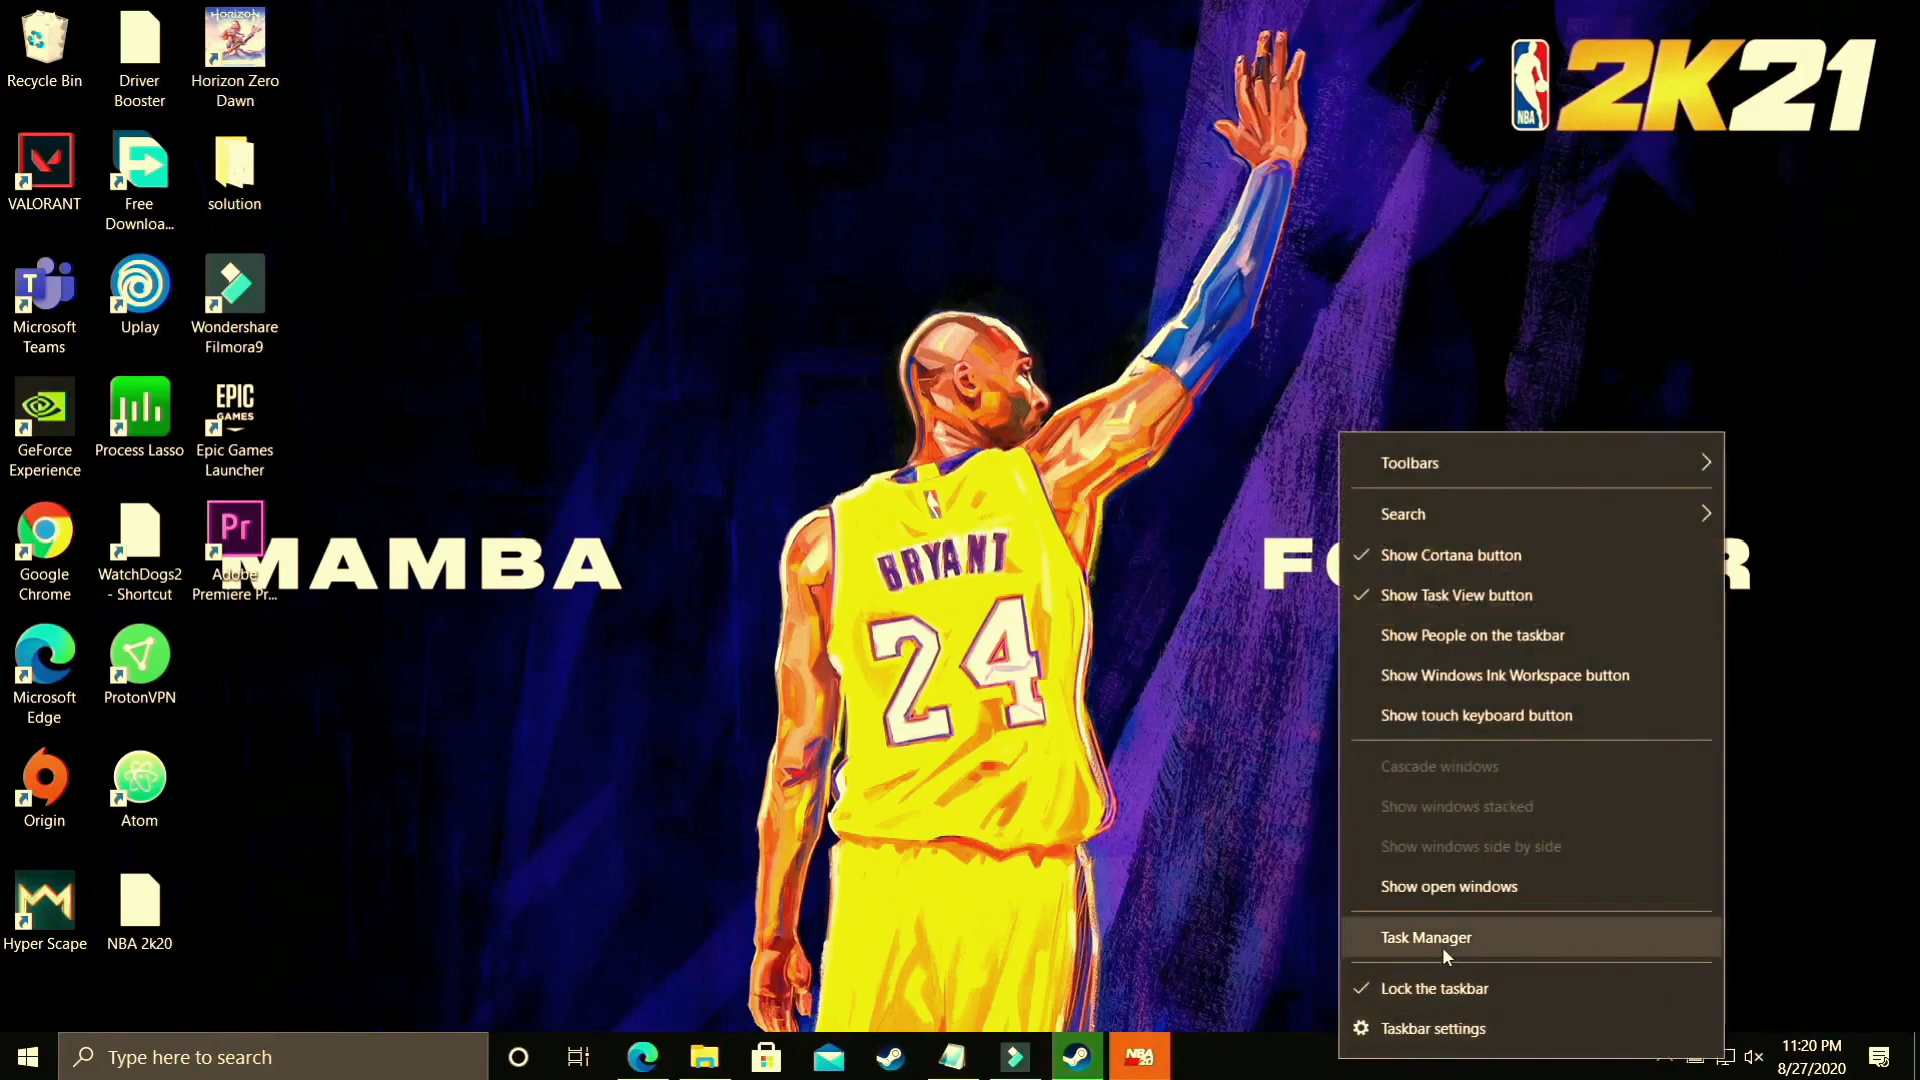 Recycle Bin
Driver
Booster
HORIZON
Horizon Zero
Dawn
VALORANT
Free
Downloa...
solution
T
Microsoft
Teams
Uplay
Wondershare
Filmora9
GeForce
Experience
Process Lasso
EPIC
GAMES
Epic Games
Launcher
Google
Chrome
WatchDogs2
- Shortcut
Pr
Adobe
Premiere Pr...
Microsoft
Edge
ProtonVPN
Origin
Atom
Hyper Scape
NBA 2k20
NBA
2K21
MAMBA
BRYANT
24
Toolbars
Search
Show Cortana button
Show Task View button
Show People on the taskbar
Show Windows Ink Workspace button
Show touch keyboard button
Cascade windows
Show windows stacked
Show windows side by side
Show open windows
Task Manager
Lock the taskbar
Taskbar settings
Type here to search
NBA
2K20
11:20 PM
8/27/2020